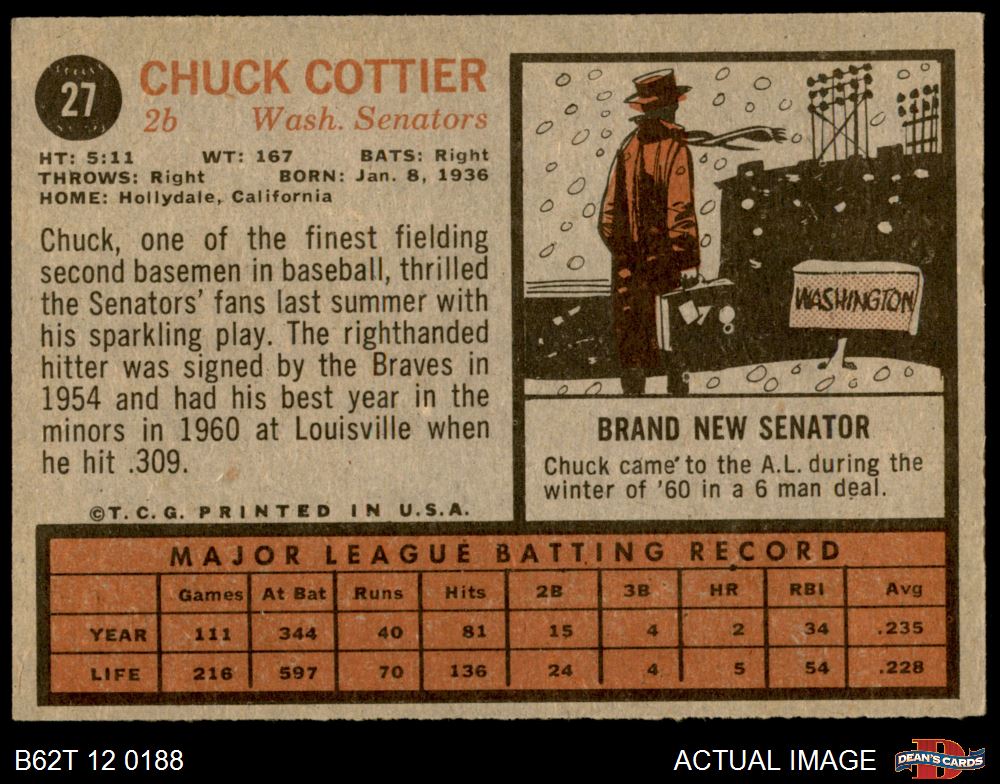 27
CHUCK COTTIER
2b Wash. Senators
HT: 5:11 WT: 167 BATS: Right
THROWS: Right BORN: Jan. 8, 1936
HOME: Hollydale, California
Chuck, one of the finest fielding
second basemen in baseball, thrilled
the Senators' fans last summer with
his sparkling play. The righthanded
hitter was signed by the Braves in
1954 and had his best year in the
minors in 1960 at Louisville when
he hit .309.
©T.C.G. PRINTED IN U.S.A.
WASHINGTON
BRAND NEW SENATOR
Chuck came to the A.L. during the
winter of '60 in a 6 man deal.
MAJOR LEAGUE BATTING RECORD
Games At Bat Runs Hits 2B 3B HR RBI Avg
YEAR 111 344 40 81 15 4 2 34 .235
LIFE 216 597 70 136 24 4 5 54 .228
B62T 12 0188
ACTUAL IMAGE
D
DEAN'S CARDS